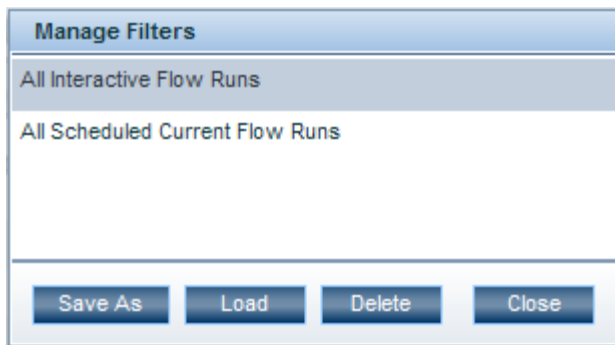 Manage Filters
All Interactive Flow Runs
All Scheduled Current Flow Runs
Save As Load Delete Close